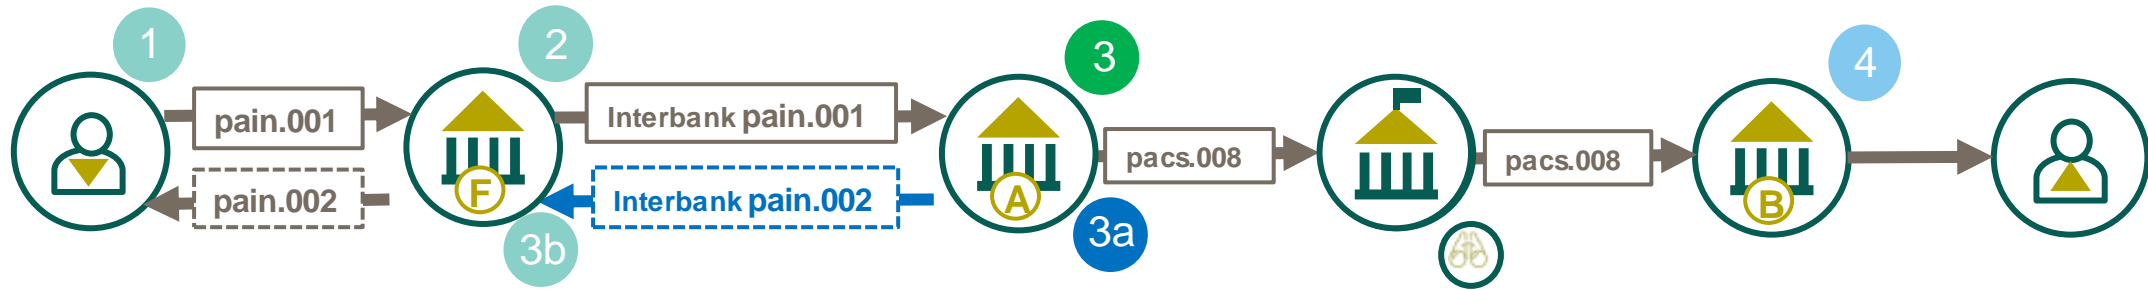 1
2
3
4
pain.001
Interbank pain.001
pacs.008
pacs.008
pain.002
Interbank pain.002
F
A
B
3b
3a